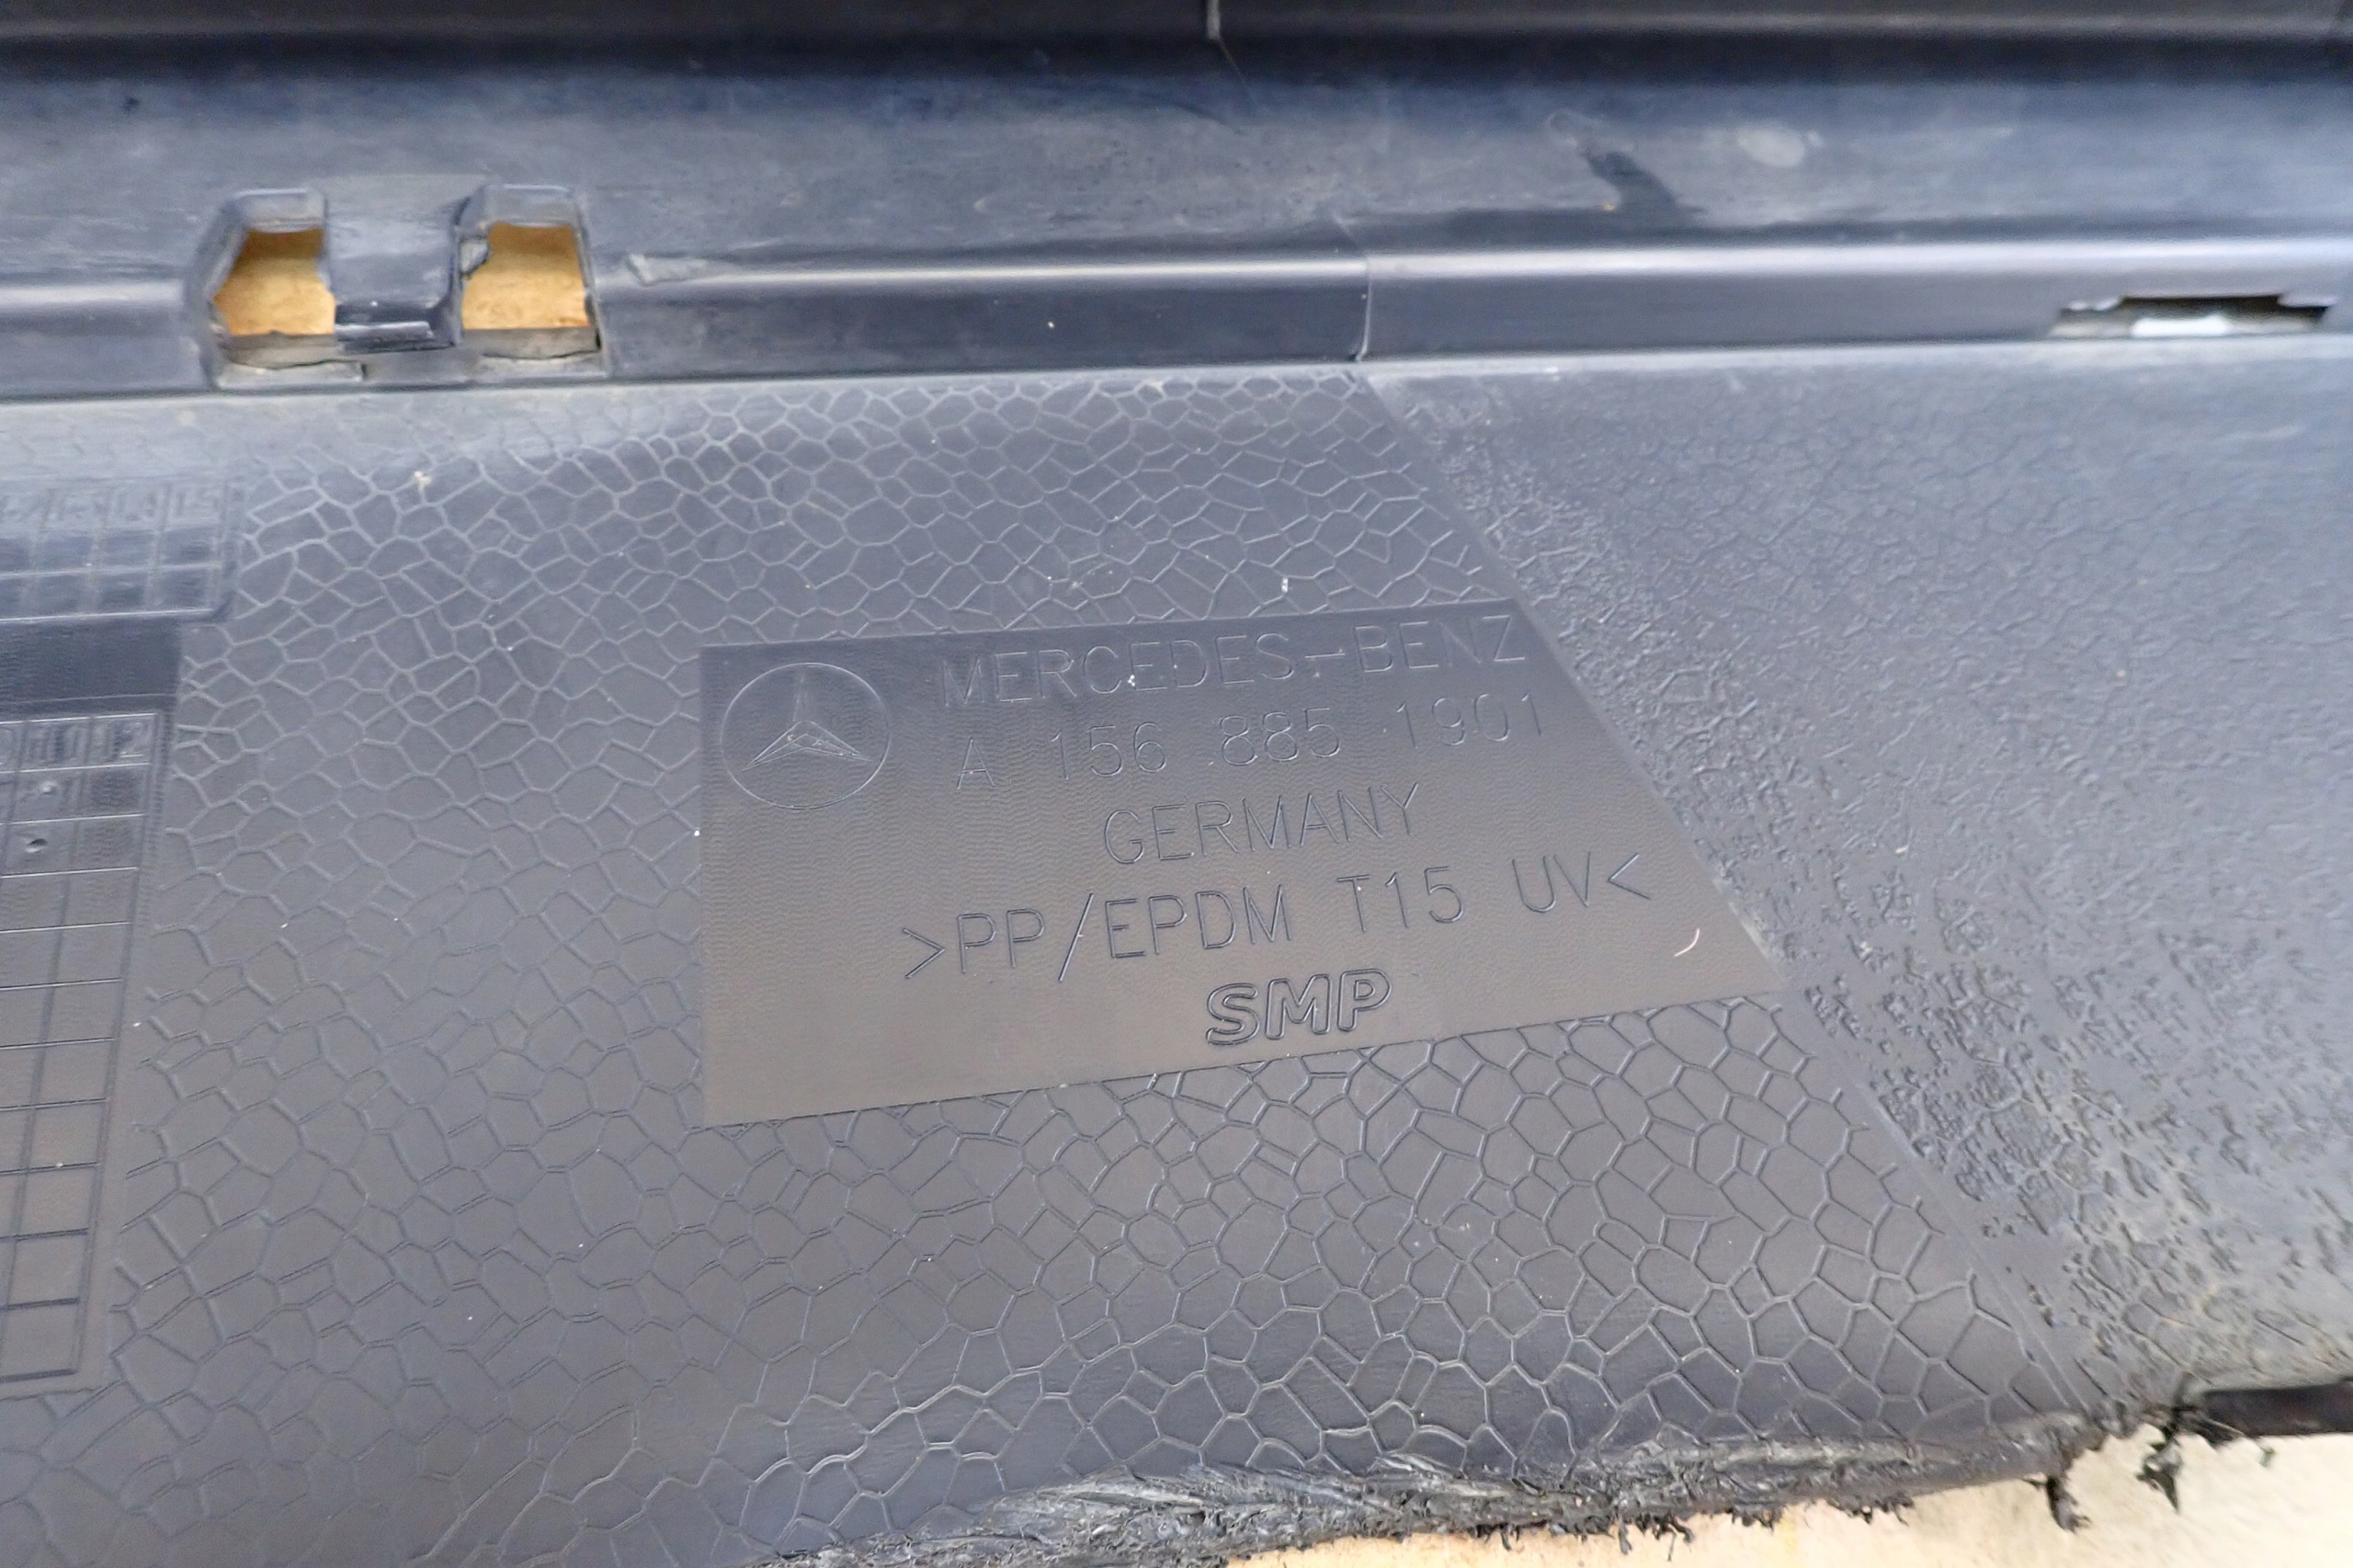 MERCEDES-BENZ
A 156 885 1901
GERMANY
>PP/EPDM T15 UV<
SMP